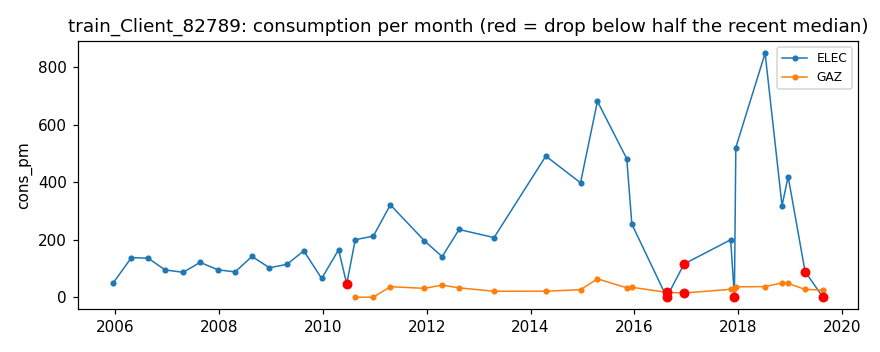 train_Client_82789: consumption per month (red = drop below half the recent median)
ELEC
GAZ
cons_pm
800
600
400
200
0
2006 2008 2010 2012 2014 2016 2018 2020